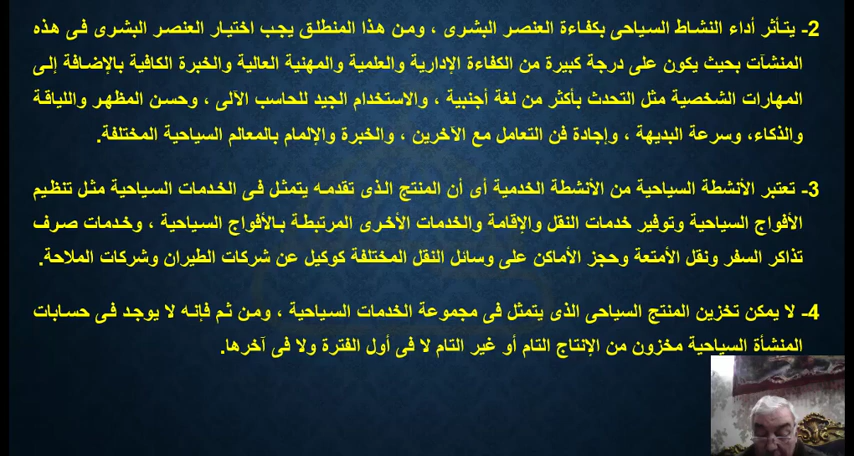 2- يتأثر أداء النشاط السياحى بكفاءة العنصر البشرى ، ومن هذا المنطلق يجب اختيار العنصر البشرى فى هذه
المنشآت بحيث يكون على درجة كبيرة من الكفاءة الإدارية والعلمية والمهنية العالية والخبرة الكافية بالإضافة إلى
المهارات الشخصية مثل التحدث بأكثر من لغة أجنبية ، والاستخدام الجيد للحاسب الآلى ، وحسن المظهر واللياقة
والذكاء، وسرعة البديهة ، وإجادة فن التعامل مع الآخرين ، والخبرة والإلمام بالمعالم السياحية المختلفة.
3- تعتبر الأنشطة السياحية من الأنشطة الخدمية أى أن المنتج الذى تقدمه يتمثل فى الخدمات السياحية مثل تنظيم
الأفواج السياحية وتوفير خدمات النقل والإقامة والخدمات الأخرى المرتبطة بالأفواج السياحية ، وخدمات صرف
تذاكر السفر ونقل الأمتعة وحجز الأماكن على وسائل النقل المختلفة كوكيل عن شركات الطيران وشركات الملاحة.
4- لا يمكن تخزين المنتج السياحى الذى يتمثل فى مجموعة الخدمات السياحية ، ومن ثم فإنه لا يوجد فى حسابات
المنشأة السياحية مخزون من الإنتاج التام أو غير التام لا فى أول الفترة ولا فى آخرها.